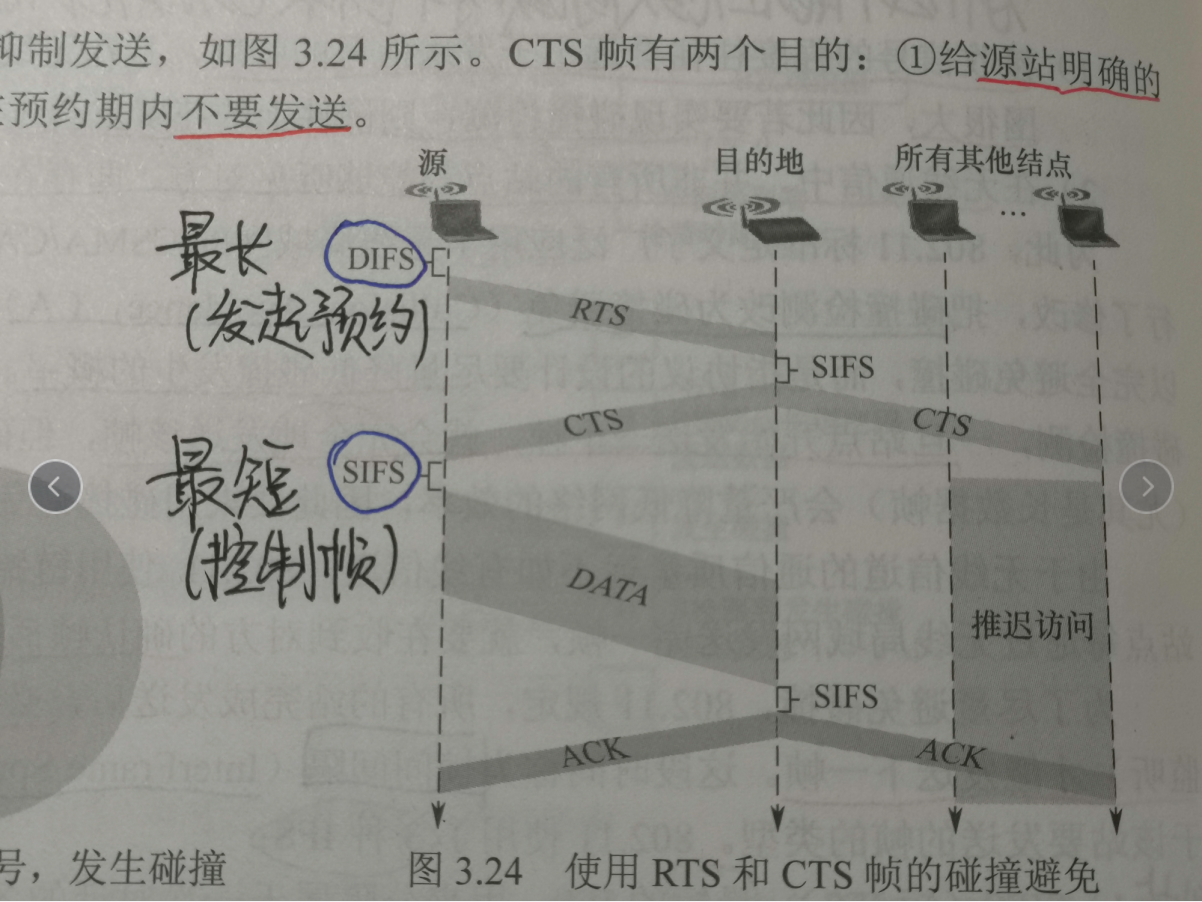 抑制发送，如图 3.24 所示。CTS 帧有两个目的：①给源站明确的
预约期内不要发送。
源
目的地
所有其他结点
...
最长
DIFS
(发起预约)
RTS
SIFS
CTS
CTS
最短
SIFS
(控制帧)
DATA
推迟访问
SIFS
ACK
ACK
号，发生碰撞
图 3.24 使用 RTS 和 CTS 帧的碰撞避免